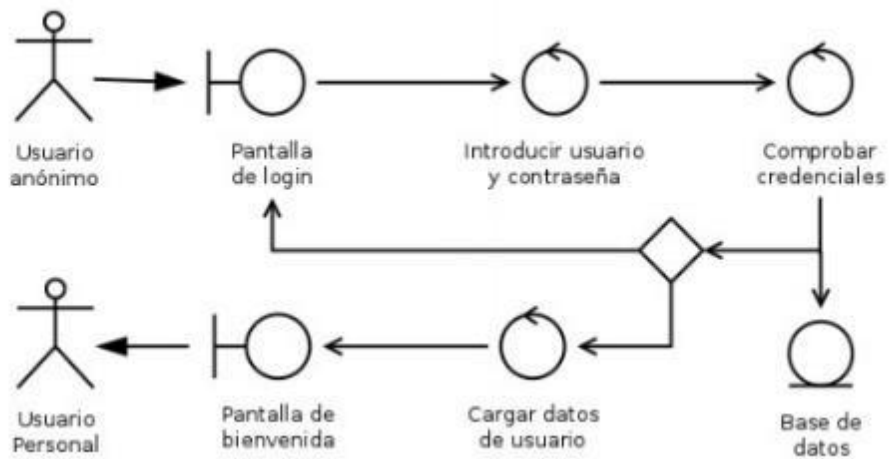 Usuario
anónimo
Pantalla
de login
Introducir usuario
y contraseña
Comprobar
credenciales
Usuario
Personal
Pantalla de
bienvenida
Cargar datos
de usuario
Base de
datos